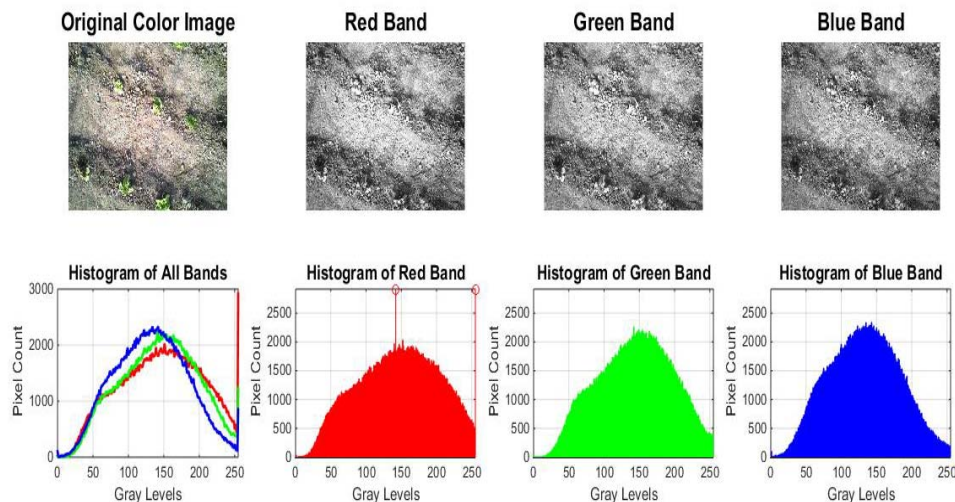 Original Color Image Red Band Green Band Blue Band
Histogram of All Bands Histogram of Red Band Histogram of Green Band Histogram of Blue Band
3000
2500
2000
1000
0
Pixel Count
0 50 100 150 200 250
Gray Levels
2500
2000
1500
1000
500
0
Pixel Count
0 50 100 150 200 250
Gray Levels
2500
2000
1500
1000
500
0
Pixel Count
0 50 100 150 200 250
Gray Levels
2500
2000
1500
1000
500
0
Pixel Count
0 50 100 150 200 250
Gray Levels